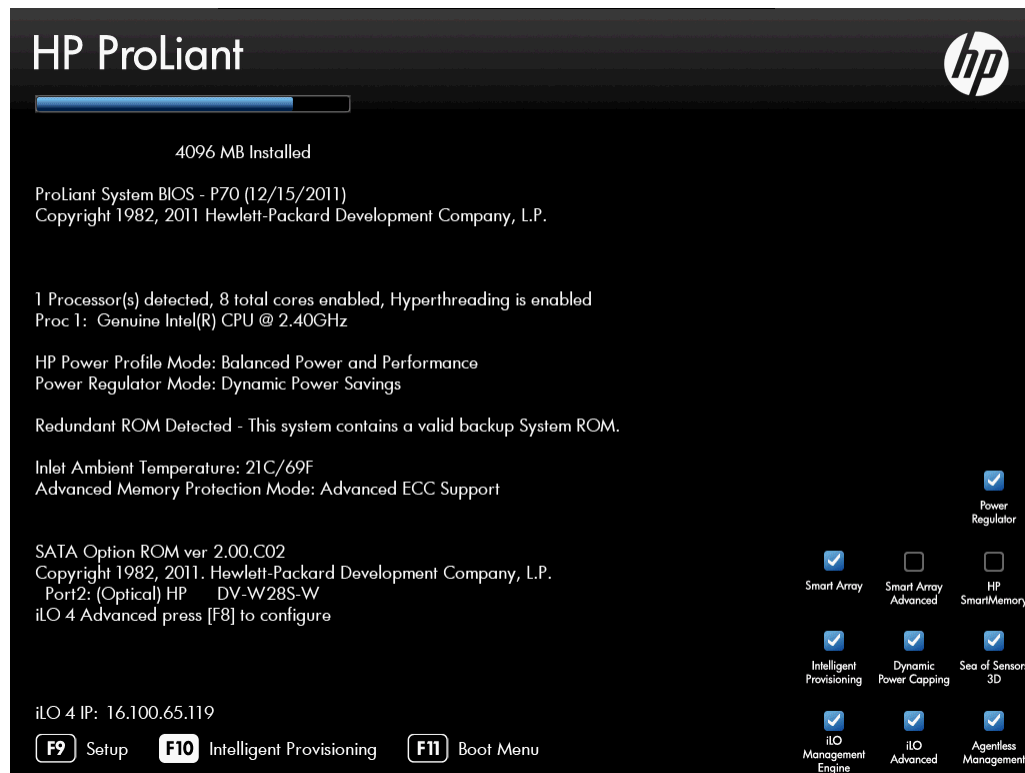 HP ProLiant
hp
4096 MB Installed
ProLiant System BIOS - P70 (12/15/2011)
Copyright 1982, 2011 Hewlett-Packard Development Company, L.P.
1 Processor(s) detected, 8 total cores enabled, Hyperthreading is enabled
Proc 1: Genuine Intel(R) CPU @ 2.40GHz
HP Power Profile Mode: Balanced Power and Performance
Power Regulator Mode: Dynamic Power Savings
Redundant ROM Detected - This system contains a valid backup System ROM.
Inlet Ambient Temperature: 21C/69F
Advanced Memory Protection Mode: Advanced ECC Support
SATA Option ROM ver 2.00.C02
Copyright 1982, 2011. Hewlett-Packard Development Company, L.P.
Port2: (Optical) HP DV-W28S-W
iLO 4 Advanced press [F8] to configure
Power
Regulator
Smart Array
Smart Array
Advanced
HP
SmartMemory
Intelligent
Provisioning
Dynamic
Power Capping
Sea of Sensor
3D
iLO
Management
Engine
iLO
Advanced
Agentless
Management
iLO 4 IP: 16.100.65.119
F9 Setup F10 Intelligent Provisioning F11 Boot Menu